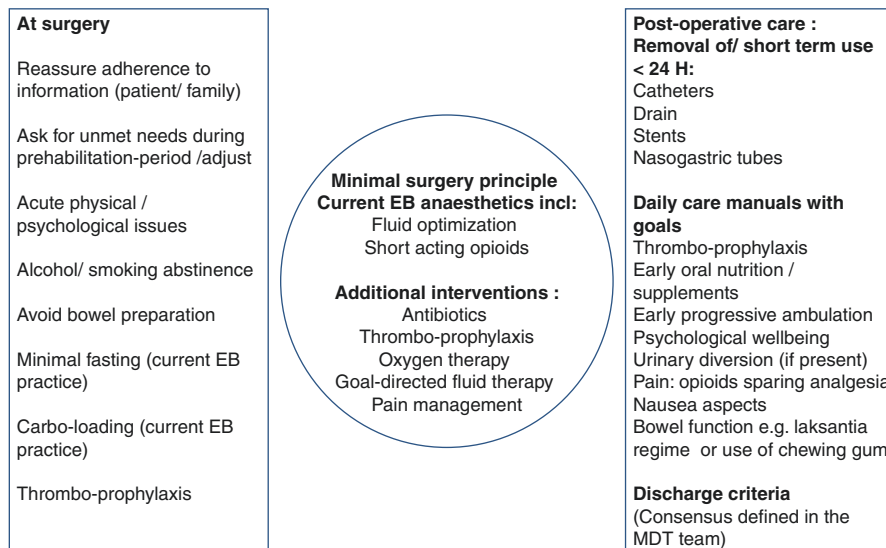 At surgery
Reassure adherence to
information (patient/ family)
Ask for unmet needs during
prehabilitation-period /adjust
Acute physical /
psychological issues
Alcohol/ smoking abstinence
Avoid bowel preparation
Minimal fasting (current EB
practice)
Carbo-loading (current EB
practice)
Thrombo-prophylaxis
Minimal surgery principle
Current EB anaesthetics incl:
Fluid optimization
Short acting opioids
Additional interventions :
Antibiotics
Thrombo-prophylaxis
Oxygen therapy
Goal-directed fluid therapy
Pain management
Post-operative care :
Removal of/ short term use
< 24 H:
Catheters
Drain
Stents
Nasogastric tubes
Daily care manuals with
goals
Thrombo-prophylaxis
Early oral nutrition /
supplements
Early progressive ambulation
Psychological wellbeing
Urinary diversion (if present)
Pain: opioids sparing analgesia
Nausea aspects
Bowel function e.g. laksantia
regime or use of chewing gum
Discharge criteria
(Consensus defined in the
MDT team)